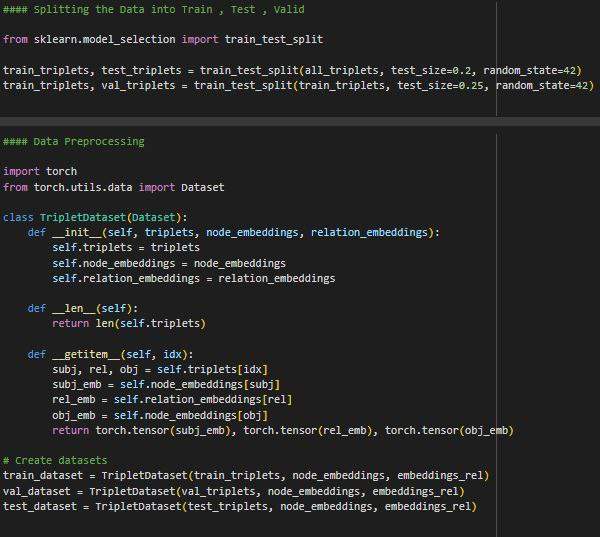 #### Splitting the Data into Train , Test , Valid
from sklearn.model_selection import train_test_split
train_triplets, test_triplets = train_test_split(all_triplets, test_size=0.2, random_state=42)
train_triplets, val_triplets = train_test_split(train_triplets, test_size=0.25, random_state=42)
#### Data Preprocessing
import torch
from torch.utils.data import Dataset
class TripletDataset(Dataset):
    def __init__(self, triplets, node_embeddings, relation_embeddings):
        self.triplets = triplets
        self.node_embeddings = node_embeddings
        self.relation_embeddings = relation_embeddings
    def __len__(self):
        return len(self.triplets)
    def __getitem__(self, idx):
        subj, rel, obj = self.triplets[idx]
        subj_emb = self.node_embeddings[subj]
        rel_emb = self.relation_embeddings[rel]
        obj_emb = self.node_embeddings[obj]
        return torch.tensor(subj_emb), torch.tensor(rel_emb), torch.tensor(obj_emb)
# Create datasets
train_dataset = TripletDataset(train_triplets, node_embeddings, embeddings_rel)
val_dataset = TripletDataset(val_triplets, node_embeddings, embeddings_rel)
test_dataset = TripletDataset(test_triplets, node_embeddings, embeddings_rel)